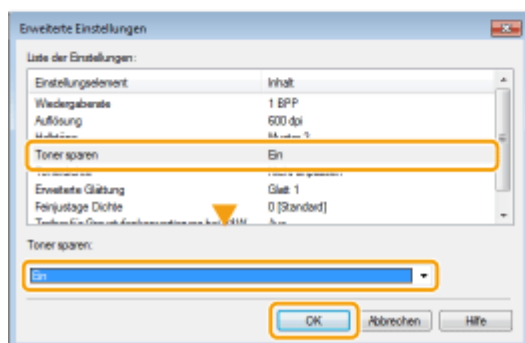 Erweiterte Einstellungen
Liste der Einstellungen:
Einstellungselement Inhalt
Wiedergaberate 1 BPP
Auflösung 600 dpi
Toner sparen Ein
Erweiterte Glättung Glatt 1
Feinjustage Dichte 0 [Standard]
Toner sparen:
Ein
OK Abbrechen Hilfe